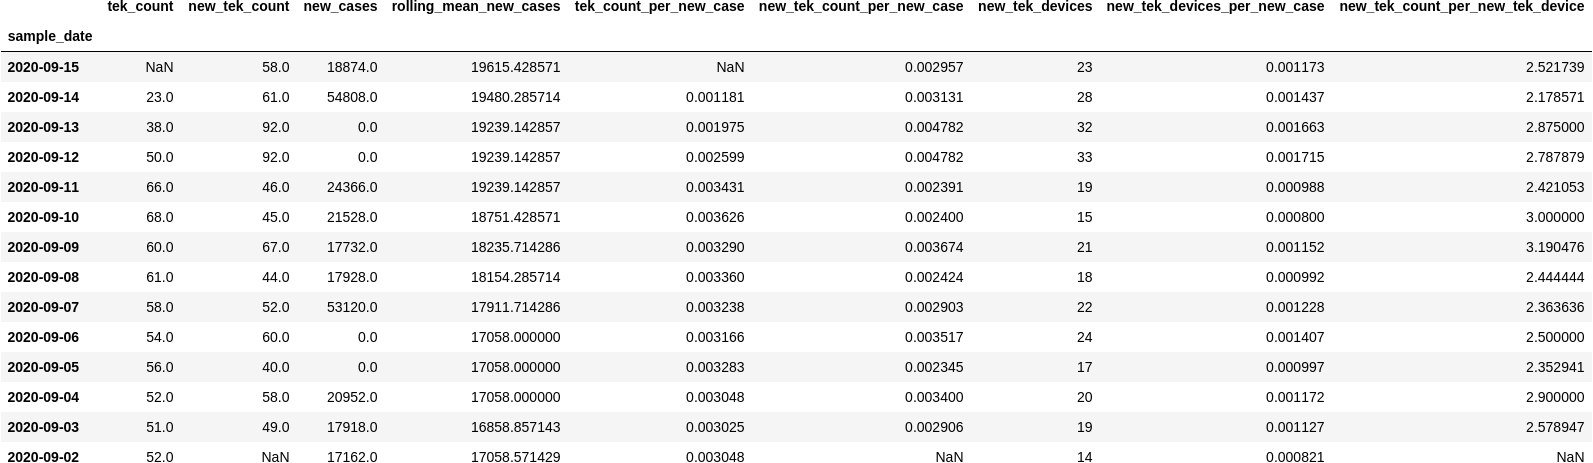 tek_count new_tek_count new_cases rolling_mean_new_cases tek_count_per_new_case new_tek_count_per_new_case new_tek_devices new_tek_devices_per_new_case new_tek_count_per_new_tek_device
sample_date
2020-09-15 NaN 58.0 18874.0 19615.428571 NaN 0.002957 23 0.001173 2.521739
2020-09-14 23.0 61.0 54808.0 19480.285714 0.001181 0.003131 28 0.001437 2.178571
2020-09-13 38.0 92.0 0.0 19239.142857 0.001975 0.004782 32 0.001663 2.875000
2020-09-12 50.0 92.0 0.0 19239.142857 0.002599 0.004782 33 0.001715 2.787879
2020-09-11 66.0 46.0 24366.0 19239.142857 0.003431 0.002391 19 0.000988 2.421053
2020-09-10 68.0 45.0 21528.0 18751.428571 0.003626 0.002400 15 0.000800 3.000000
2020-09-09 60.0 67.0 17732.0 18235.714286 0.003290 0.003674 21 0.001152 3.190476
2020-09-08 61.0 44.0 17928.0 18154.285714 0.003360 0.002424 18 0.000992 2.444444
2020-09-07 58.0 52.0 53120.0 17911.714286 0.003238 0.002903 22 0.001228 2.363636
2020-09-06 54.0 60.0 0.0 17058.000000 0.003166 0.003517 24 0.001407 2.500000
2020-09-05 56.0 40.0 0.0 17058.000000 0.003283 0.002345 17 0.000997 2.352941
2020-09-04 52.0 58.0 20952.0 17058.000000 0.003048 0.003400 20 0.001172 2.900000
2020-09-03 51.0 49.0 17918.0 16858.857143 0.003025 0.002906 19 0.001127 2.578947
2020-09-02 52.0 NaN 17162.0 17058.571429 0.003048 NaN 14 0.000821 NaN